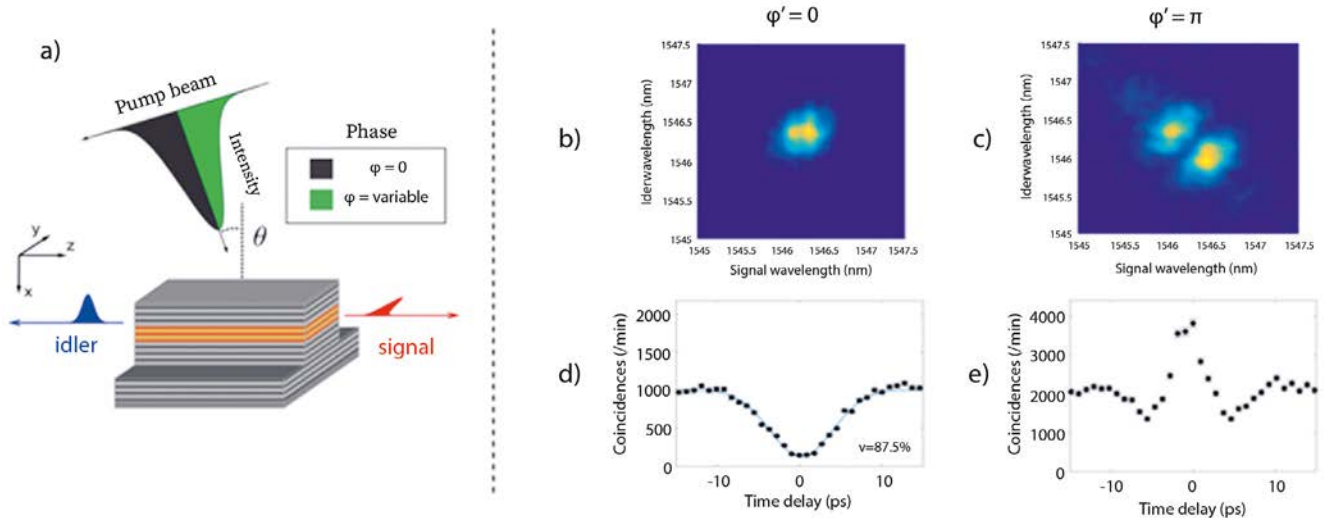 a)
Pump beam
Intensity
Phase
φ = 0
φ = variable
θ
y
z
x
idler
signal
φ' = 0
b)
Iderwavelength (nm)
1547.5
1547
1546.5
1546
1545.5
1545
1545 1545.5 1546 1546.5 1547 1547.5
Signal wavelength (nm)
φ' = π
c)
Iderwavelength (nm)
1547.5
1547
1546.5
1546
1545.5
1545
1545 1545.5 1546 1546.5 1547 1547.5
Signal wavelength (nm)
d)
Coincidences (/min)
2000
1500
1000
500
0
v=87.5%
-10 0 10
Time delay (ps)
e)
Coincidences (/min)
4000
3000
2000
1000
0
-10 0 10
Time delay (ps)